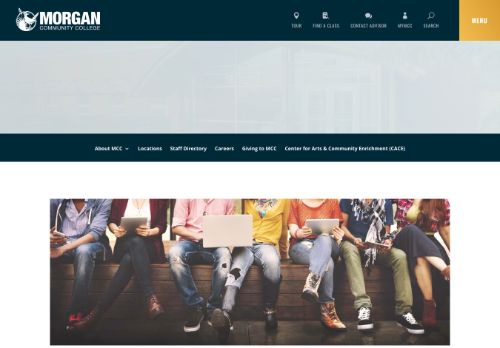 MORGAN
COMMUNITY COLLEGE
TOUR
FIND A CLASS
CONTACT ADVISOR
MYMCC
SEARCH
MENU
About MCC
Locations
Staff Directory
Careers
Giving to MCC
Center for Arts & Community Enrichment (CACE)